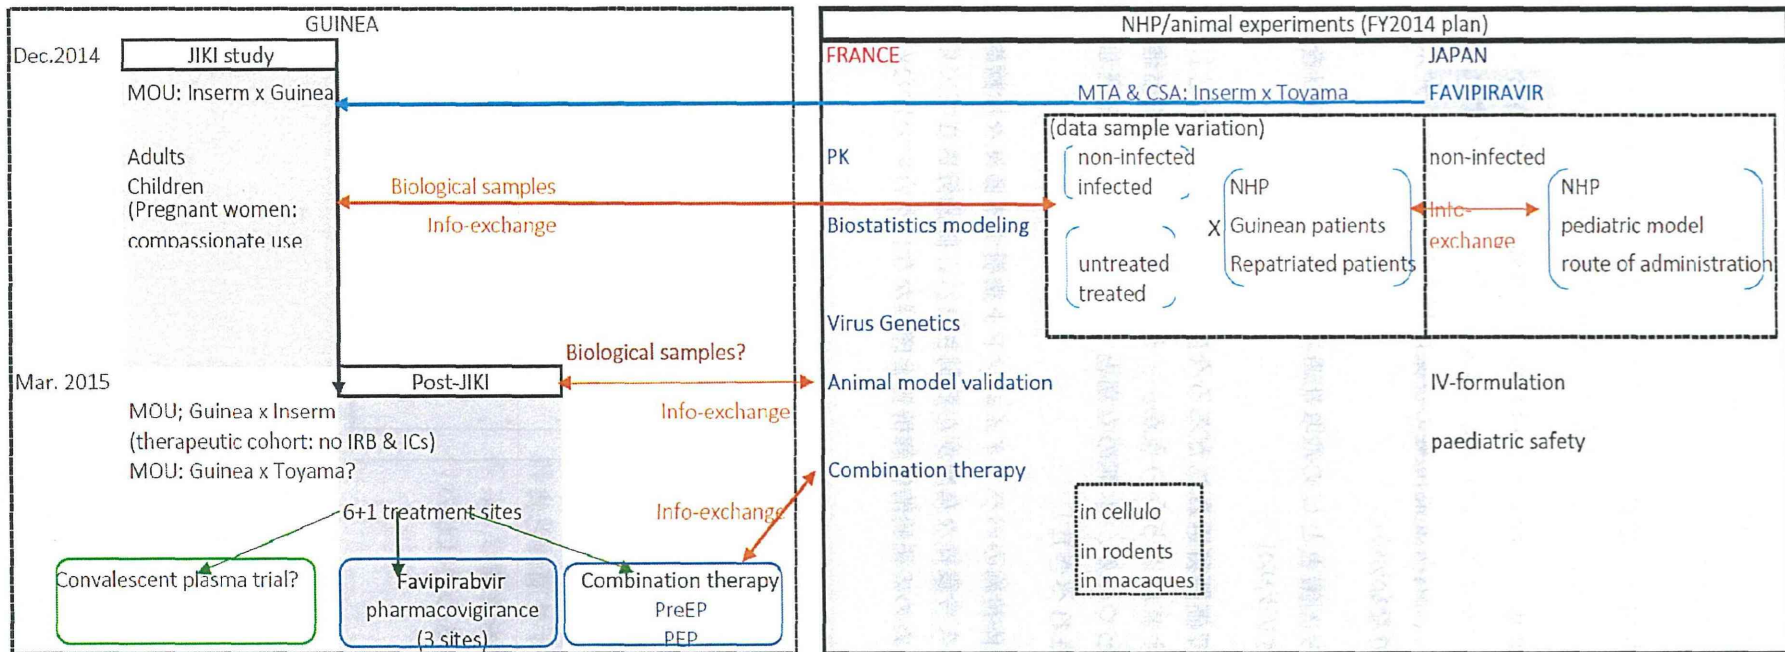 GUINEA
Dec.2014
JIKI study
MOU: Inserm x Guinea
Adults
Children
(Pregnant women:
compassionate use
Biological samples
Info-exchange
Biological samples?
Mar. 2015
Post-JIKI
Info-exchange
MOU; Guinea x Inserm
(therapeutic cohort: no IRB & ICs)
MOU: Guinea x Toyama?
6+1 treatment sites
Info-exchange
Convalescent plasma trial?
Favipirabvir
pharmacovigirance
(3 sites)
Combination therapy
PreEP
PEP
NHP/animal experiments (FY2014 plan)
FRANCE
JAPAN
MTA & CSA: Inserm x Toyama
FAVIPIRAVIR
(data sample variation)
PK
non-infected
infected
Biostatistics modeling
untreated
treated
X
NHP
Guinean patients
Repatriated patients
non-infected
Info-
exchange
NHP
pediatric model
route of administration
Virus Genetics
Animal model validation
IV-formulation
paediatric safety
Combination therapy
in cellulo
in rodents
in macaques